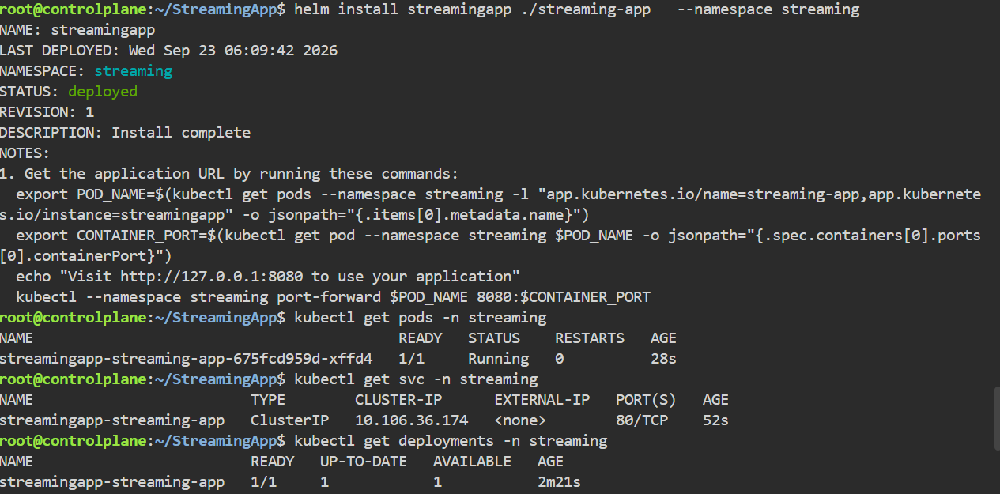 root@controlplane:~/StreamingApp$ helm install streamingapp ./streaming-app   --namespace streaming
NAME: streamingapp
LAST DEPLOYED: Wed Sep 23 06:09:42 2026
NAMESPACE: streaming
STATUS: deployed
REVISION: 1
DESCRIPTION: Install complete
NOTES:
1. Get the application URL by running these commands:
  export POD_NAME=$(kubectl get pods --namespace streaming -l "app.kubernetes.io/name=streaming-app,app.kubernete
s.io/instance=streamingapp" -o jsonpath="{.items[0].metadata.name}")
  export CONTAINER_PORT=$(kubectl get pod --namespace streaming $POD_NAME -o jsonpath="{.spec.containers[0].ports
[0].containerPort}")
  echo "Visit http://127.0.0.1:8080 to use your application"
  kubectl --namespace streaming port-forward $POD_NAME 8080:$CONTAINER_PORT
root@controlplane:~/StreamingApp$ kubectl get pods -n streaming
NAME                                          READY   STATUS    RESTARTS   AGE
streamingapp-streaming-app-675fcd959d-xffd4   1/1     Running   0          28s
root@controlplane:~/StreamingApp$ kubectl get svc -n streaming
NAME                         TYPE        CLUSTER-IP      EXTERNAL-IP   PORT(S)   AGE
streamingapp-streaming-app   ClusterIP   10.106.36.174   <none>        80/TCP    52s
root@controlplane:~/StreamingApp$ kubectl get deployments -n streaming
NAME                         READY   UP-TO-DATE   AVAILABLE   AGE
streamingapp-streaming-app   1/1     1            1           2m21s